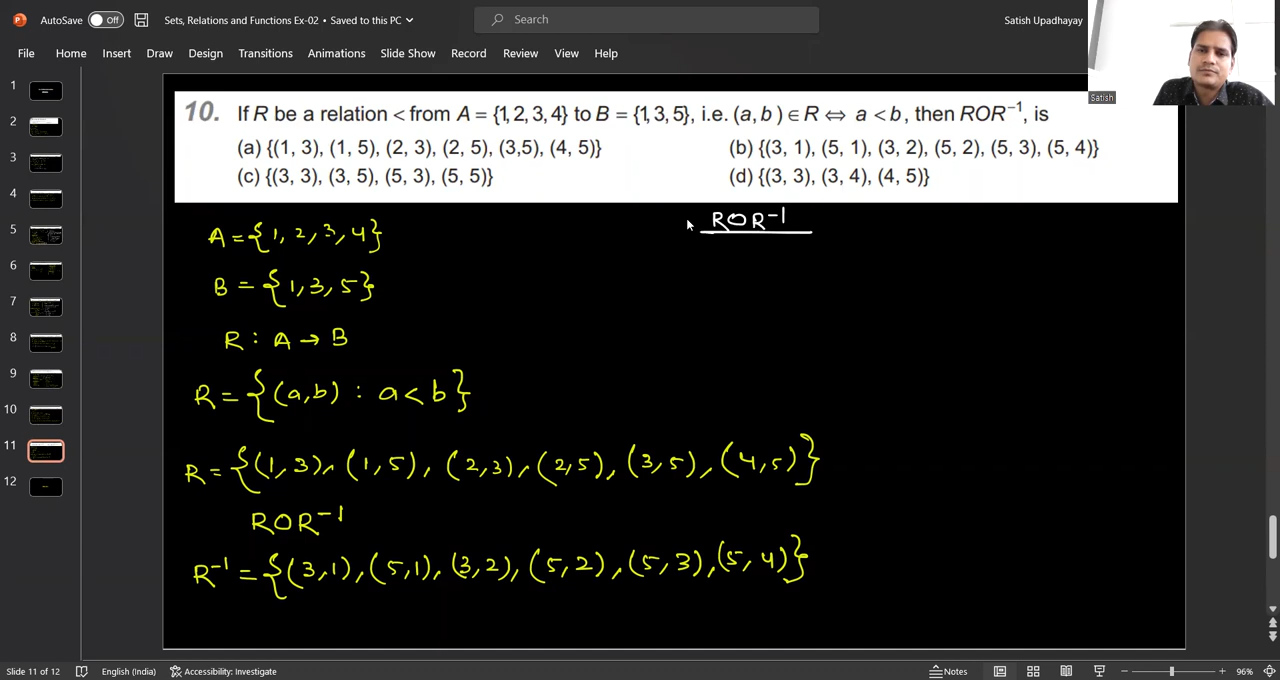 AutoSave Off Sets, Relations and Functions Ex-02 • Saved to this PC Search Satish Upadhayay
File Home Insert Draw Design Transitions Animations Slide Show Record Review View Help
Satish
1
2
3
4
5
6
7
8
9
10
11
12
10. If R be a relation < from A = {1, 2, 3, 4} to B = {1, 3, 5}, i.e. (a, b) ∈ R ⇔ a < b, then ROR⁻¹, is
(a) {(1, 3), (1, 5), (2, 3), (2, 5), (3,5), (4, 5)} (b) {(3, 1), (5, 1), (3, 2), (5, 2), (5, 3), (5, 4)}
(c) {(3, 3), (3, 5), (5, 3), (5, 5)} (d) {(3, 3), (3, 4), (4, 5)}
ROR⁻¹
A = {1, 2, 3, 4}
B = {1, 3, 5}
R : A → B
R = {(a,b) : a < b}
R = {(1, 3), (1, 5), (2,3), (2, 5), (3, 5), (4, 5)}
ROR⁻¹
R⁻¹ = {(3,1), (5,1), (3, 2), (5, 2), (5, 3), (5, 4)}
Slide 11 of 12 English (India) Accessibility: Investigate Notes 96%